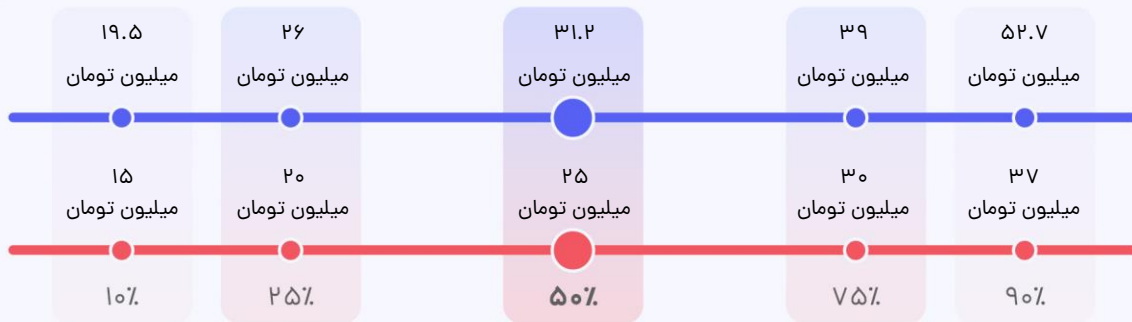 ۱۹.۵
میلیون تومان
۲۶
میلیون تومان
۳۱.۲
میلیون تومان
۳۹
میلیون تومان
۵۲.۷
میلیون تومان
۱۵
میلیون تومان
۲۰
میلیون تومان
۲۵
میلیون تومان
۳۰
میلیون تومان
۳۷
میلیون تومان
۱۰٪
۲۵٪
۵۰٪
۷۵٪
۹۰٪